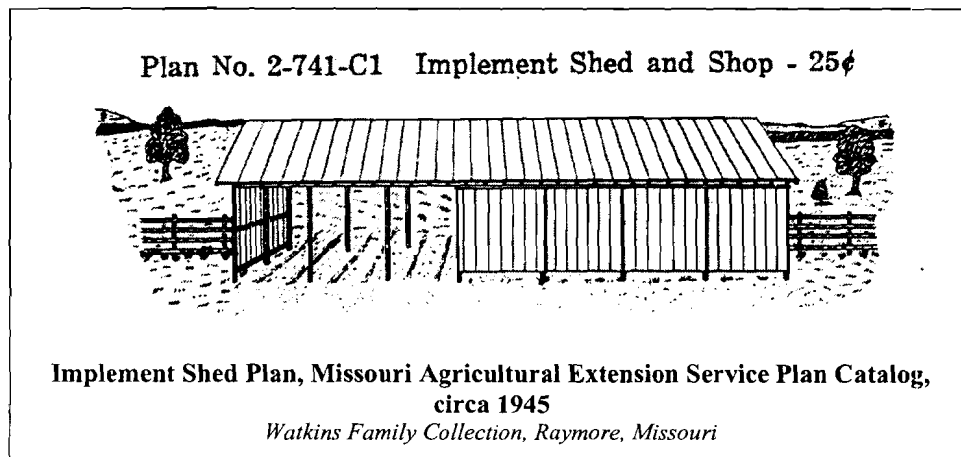 Plan No. 2-741-C1 Implement Shed and Shop - 25¢
Implement Shed Plan, Missouri Agricultural Extension Service Plan Catalog,
circa 1945
Watkins Family Collection, Raymore, Missouri